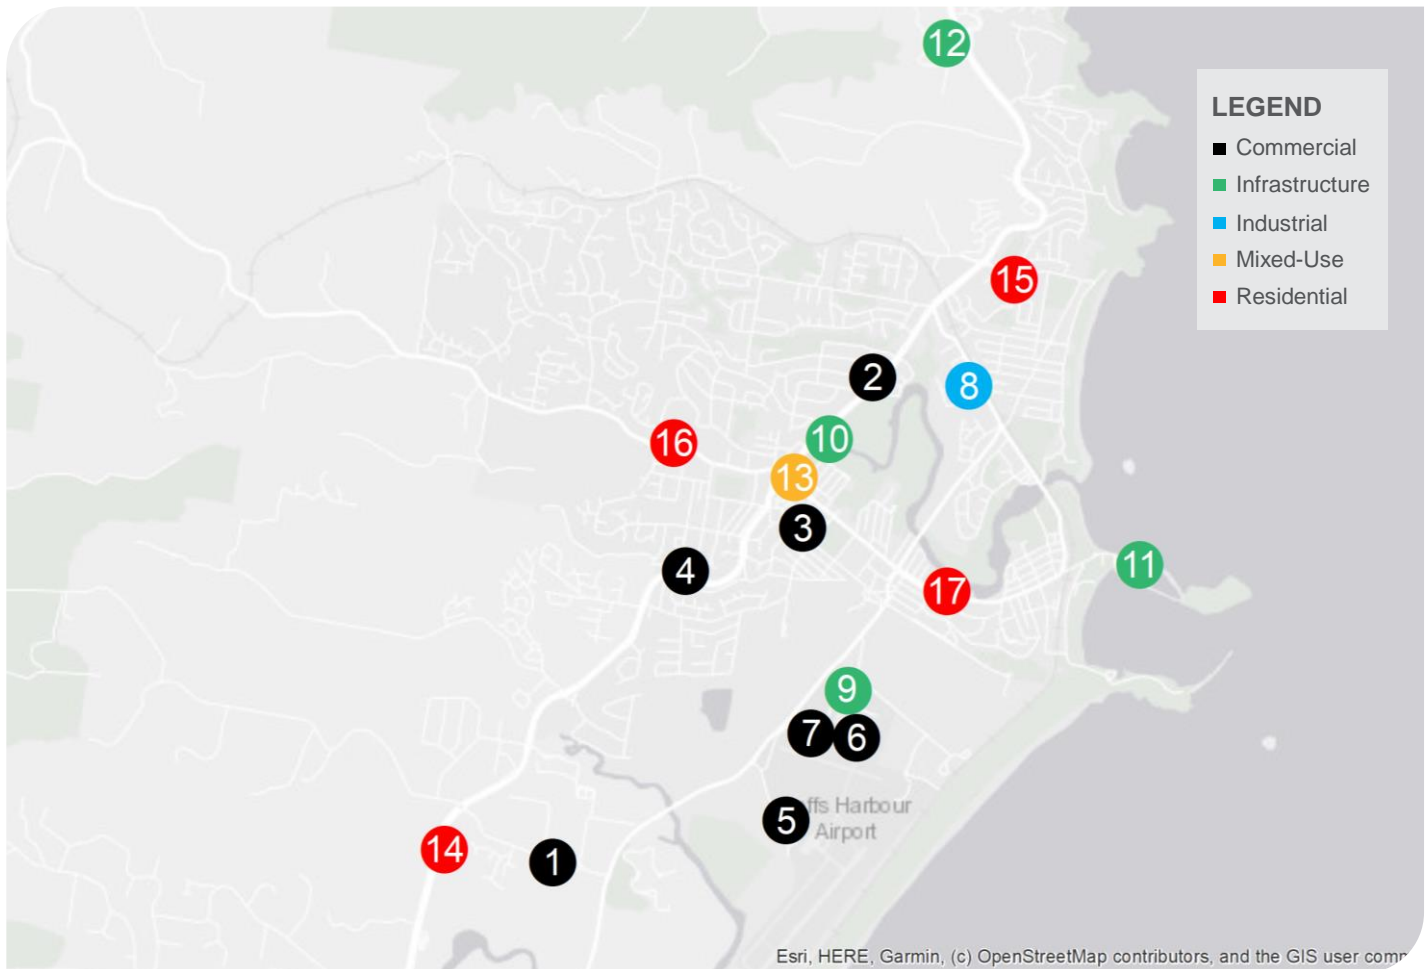 12
LEGEND
Commercial
Infrastructure
Industrial
Mixed-Use
Residential
15
2
8
10
16
13
3
4
11
17
9
7
6
5
ffs Harbour
Airport
14
1
Esri, HERE, Garmin, (c) OpenStreetMap contributors, and the GIS user comm